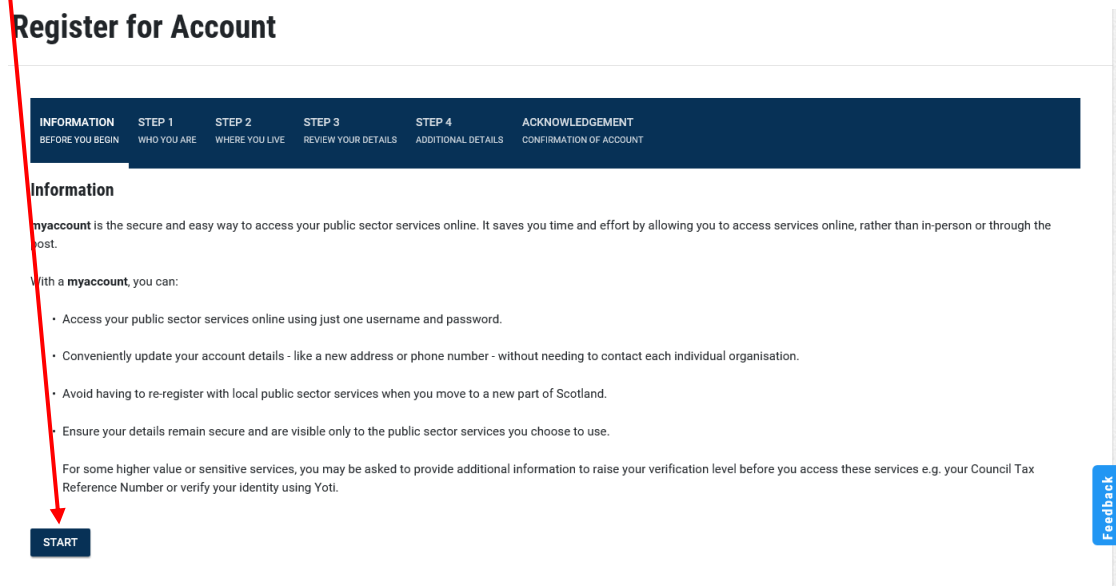 Register for Account
INFORMATION STEP 1 STEP 2 STEP 3 STEP 4 ACKNOWLEDGEMENT
BEFORE YOU BEGIN WHO YOU ARE WHERE YOU LIVE REVIEW YOUR DETAILS ADDITIONAL DETAILS CONFIRMATION OF ACCOUNT
Information
myaccount is the secure and easy way to access your public sector services online. It saves you time and effort by allowing you to access services online, rather than in-person or through the
post.
With a myaccount, you can:
• Access your public sector services online using just one username and password.
• Conveniently update your account details - like a new address or phone number - without needing to contact each individual organisation.
• Avoid having to re-register with local public sector services when you move to a new part of Scotland.
• Ensure your details remain secure and are visible only to the public sector services you choose to use.
For some higher value or sensitive services, you may be asked to provide additional information to raise your verification level before you access these services e.g. your Council Tax
Reference Number or verify your identity using Yoti.
Feedback
START